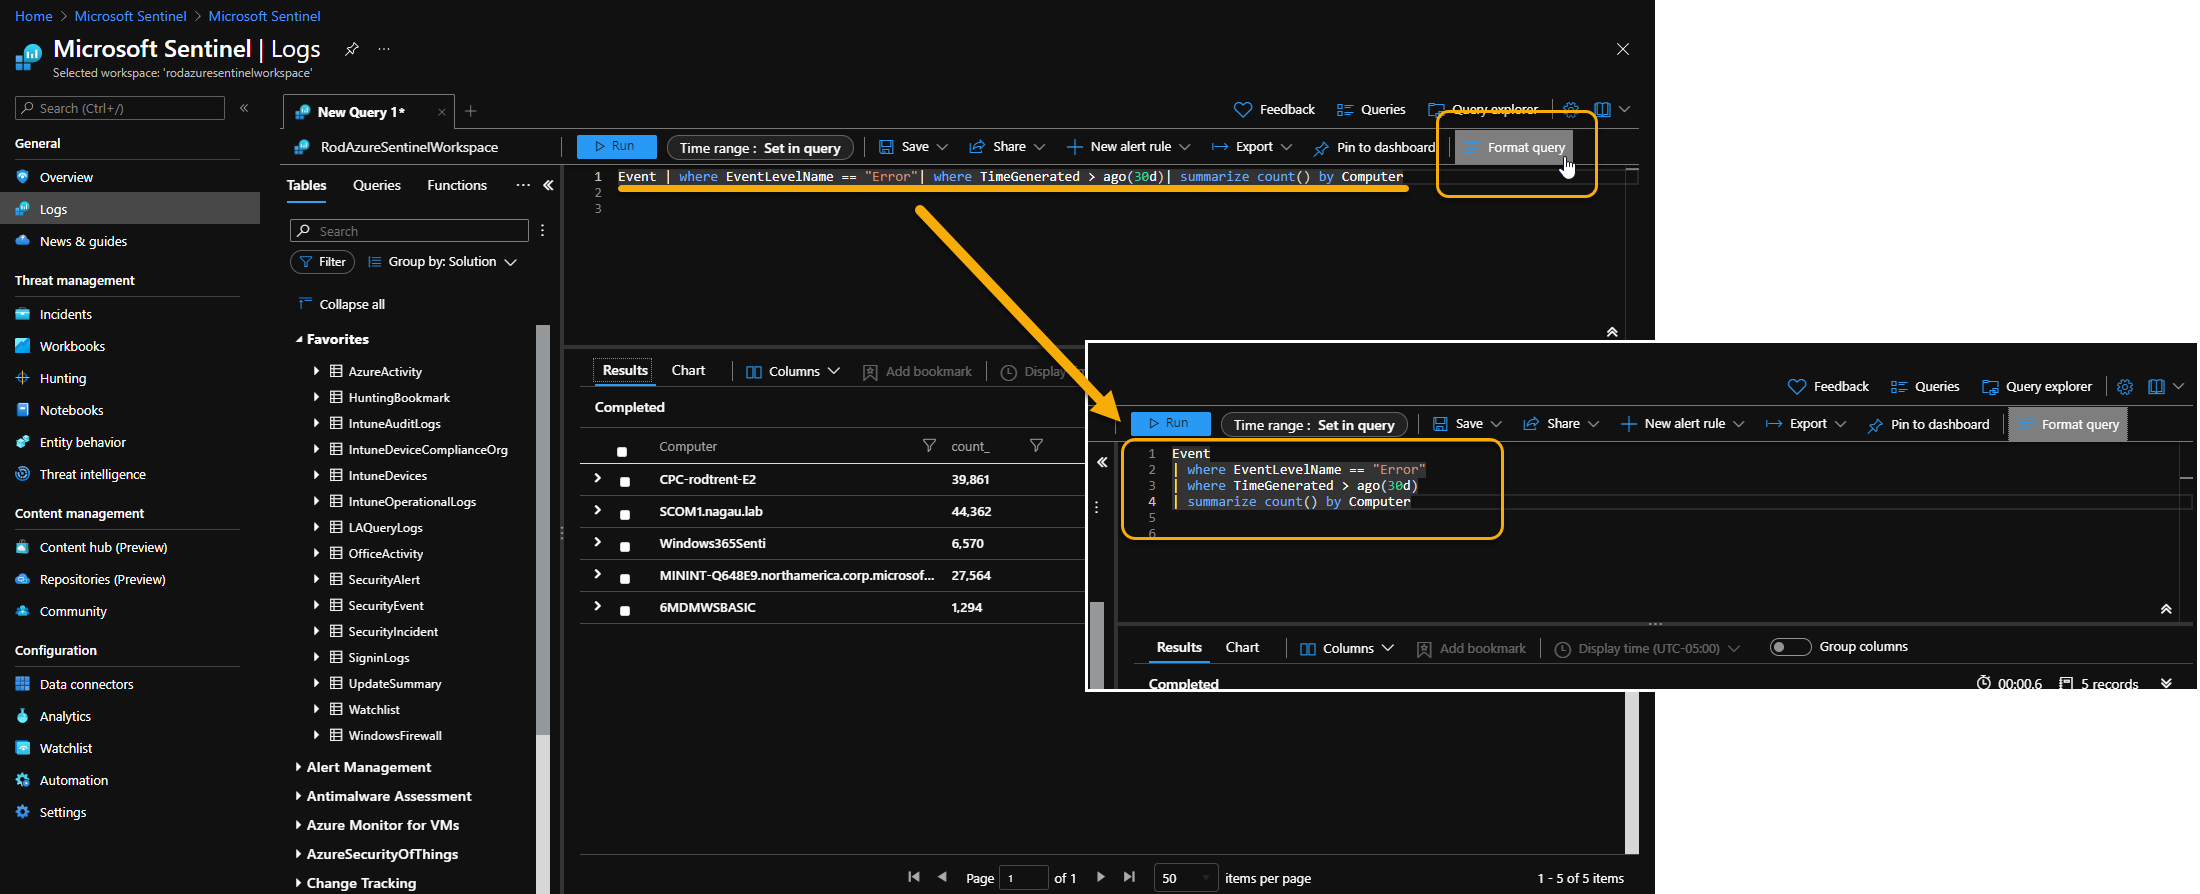 Home > Microsoft Sentinel > Microsoft Sentinel
Microsoft Sentinel | Logs
Selected workspace: 'rodazuresentinelworkspace'
Search (Ctrl+/)
General
Overview
Logs
News & guides
Threat management
Incidents
Workbooks
Hunting
Notebooks
Entity behavior
Threat intelligence
Content management
Content hub (Preview)
Repositories (Preview)
Community
Configuration
Data connectors
Analytics
Watchlist
Automation
Settings
New Query 1*
Feedback
Queries
Query explorer
RodAzureSentinelWorkspace
Run
Time range : Set in query
Save
Share
New alert rule
Export
Pin to dashboard
Format query
Tables
Queries
Functions
Search
Filter
Group by: Solution
Collapse all
Favorites
AzureActivity
HuntingBookmark
IntuneAuditLogs
IntuneDeviceComplianceOrg
IntuneDevices
IntuneOperationalLogs
LAQueryLogs
OfficeActivity
SecurityAlert
SecurityEvent
SecurityIncident
SigninLogs
UpdateSummary
Watchlist
WindowsFirewall
Alert Management
Antimalware Assessment
Azure Monitor for VMs
AzureSecurityOfThings
Change Tracking
1 Event | where EventLevelName == "Error"| where TimeGenerated > ago(30d)| summarize count() by Computer
2
3
Results
Chart
Columns
Add bookmark
Display
Completed
Computer count_
CPC-rodtrent-E2 39,861
SCOM1.nagau.lab 44,362
Windows365Senti 6,570
MININT-Q648E9.northamerica.corp.microsof... 27,564
6MDMWSBASIC 1,294
Page 1 of 1
50 items per page
1 - 5 of 5 items
Feedback
Queries
Query explorer
Run
Time range : Set in query
Save
Share
New alert rule
Export
Pin to dashboard
Format query
1 Event
2 | where EventLevelName == "Error"
3 | where TimeGenerated > ago(30d)
4 | summarize count() by Computer
5
6
Results
Chart
Columns
Add bookmark
Display time (UTC-05:00)
Group columns
Completed
00:00.6
5 records